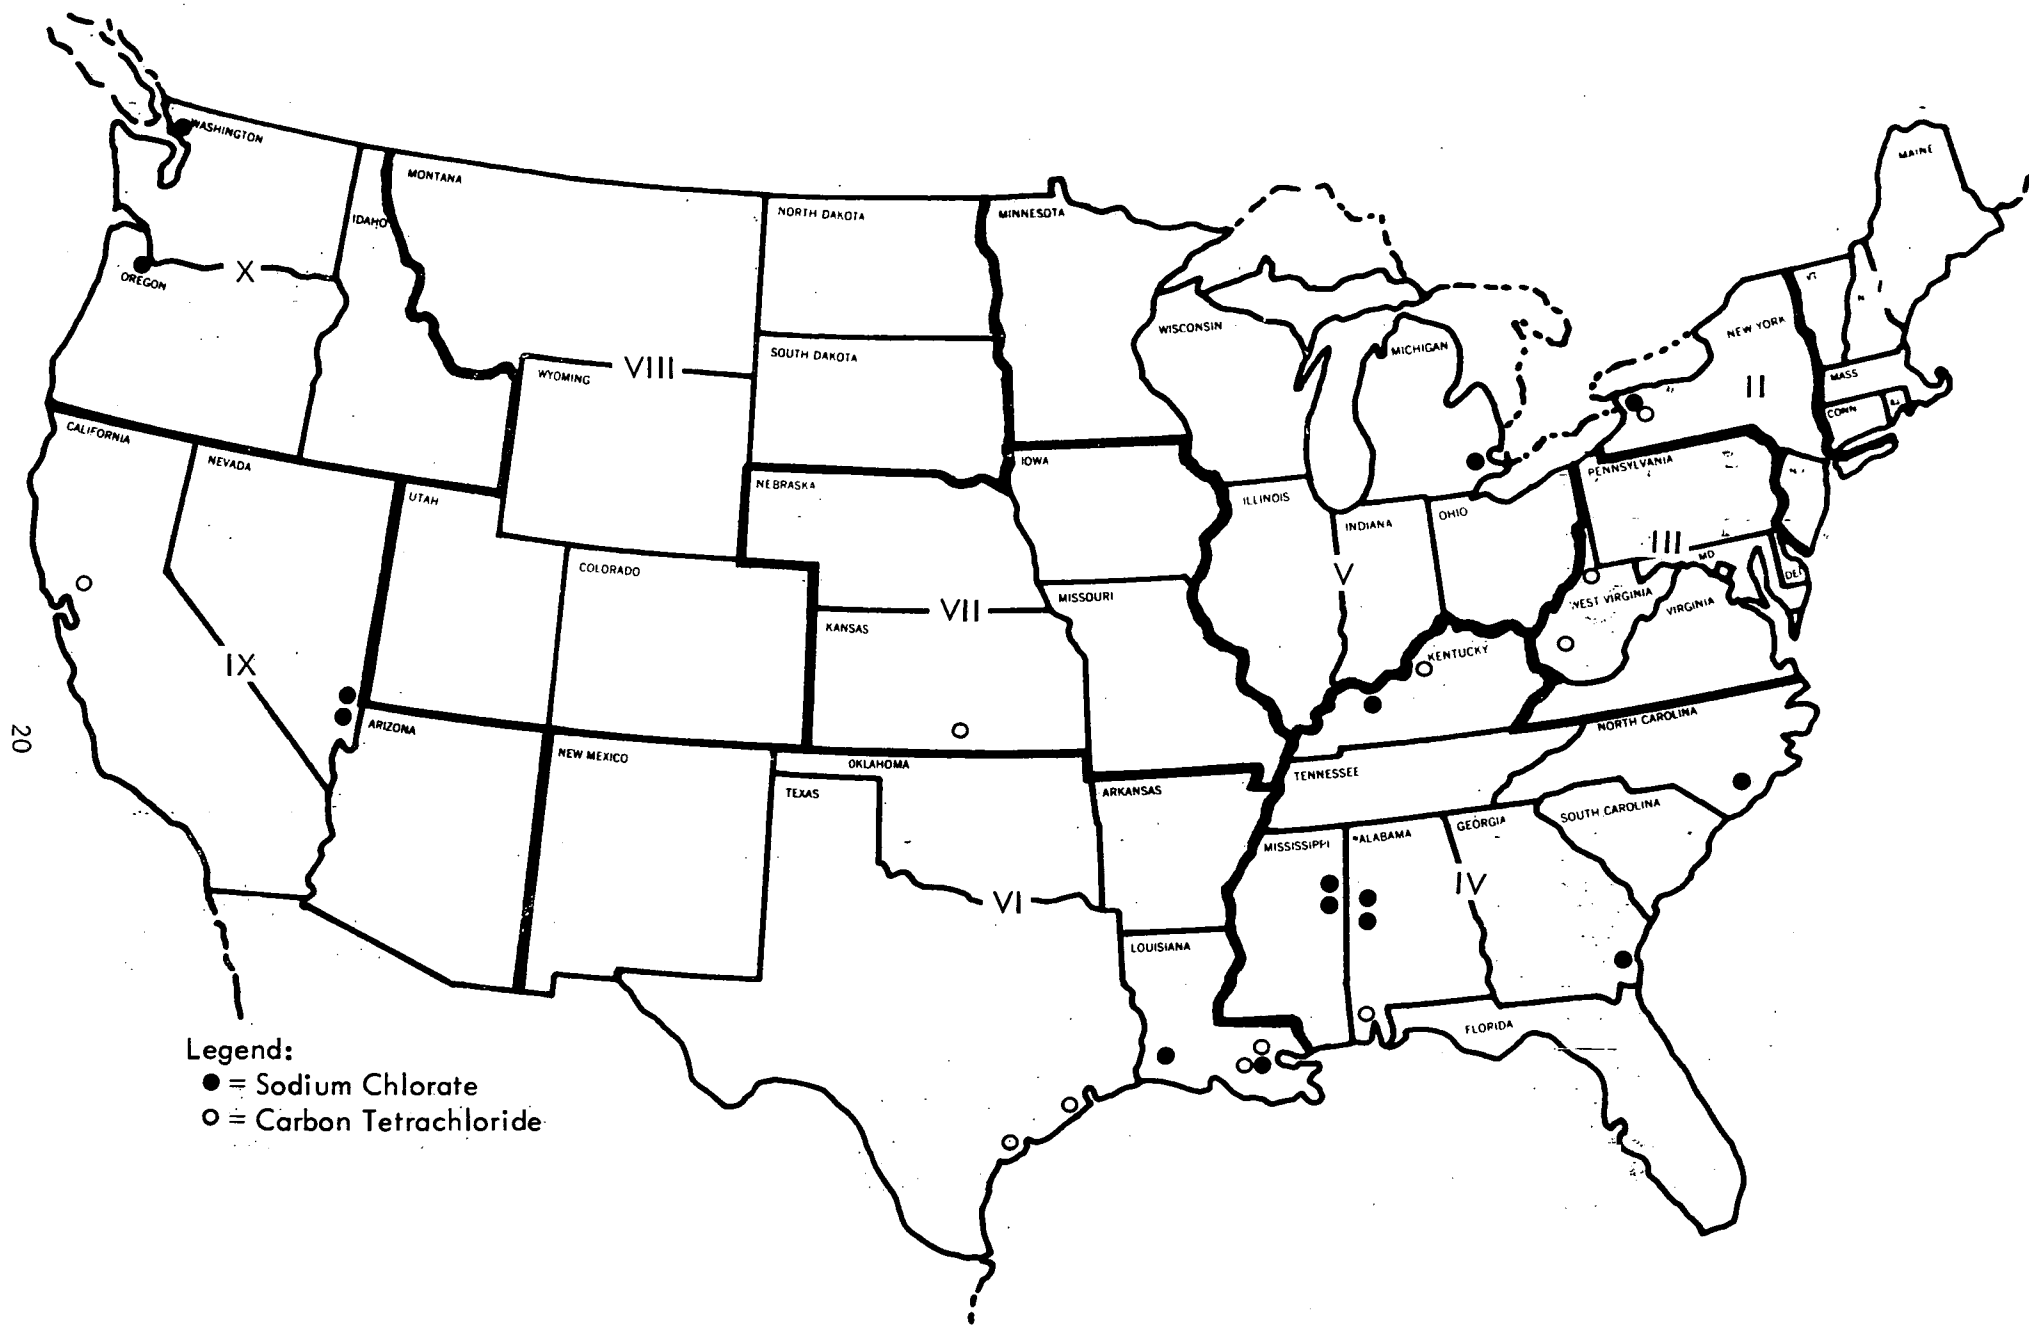 WASHINGTON
MAINE
MONTANA
NORTH DAKOTA
MINNESOTA
IDAHO
X
OREGON
VT
WISCONSIN
NEW YORK
MICHIGAN
SOUTH DAKOTA
VIII
WYOMING
II
MASS
CONN
CALIFORNIA
NEVADA
IOWA
PENNSYLVANIA
NEBRASKA
UTAH
ILLINOIS
INDIANA
OHIO
III
MD
COLORADO
V
DEL
MISSOURI
WEST VIRGINIA
VIRGINIA
VII
KANSAS
IX
KENTUCKY
20
ARIZONA
NORTH CAROLINA
NEW MEXICO
OKLAHOMA
TENNESSEE
TEXAS
ARKANSAS
SOUTH CAROLINA
GEORGIA
ALABAMA
MISSISSIPPI
IV
VI
LOUISIANA
FLORIDA
Legend:
● = Sodium Chlorate
○ = Carbon Tetrachloride